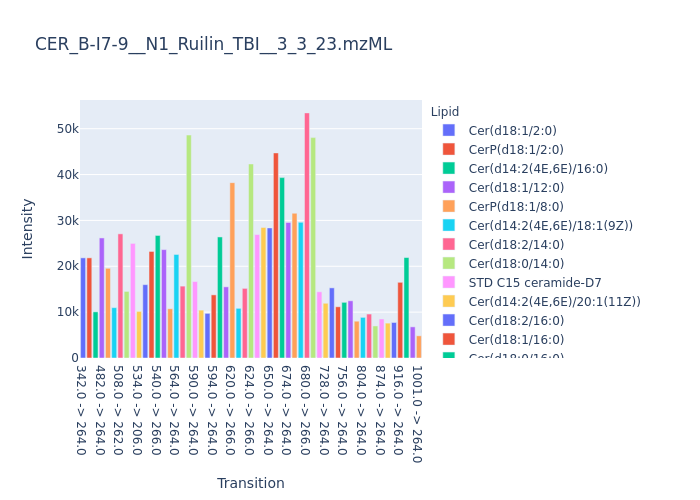 CER_B-I7-9__N1_Ruilin_TBI__3_3_23.mzML
Lipid
Cer(d18:1/2:0)
CerP(d18:1/2:0)
Cer(d14:2(4E,6E)/16:0)
Cer(d18:1/12:0)
CerP(d18:1/8:0)
Cer(d14:2(4E,6E)/18:1(9Z))
Cer(d18:2/14:0)
Cer(d18:0/14:0)
STD C15 ceramide-D7
Cer(d14:2(4E,6E)/20:1(11Z))
Cer(d18:2/16:0)
Cer(d18:1/16:0)
Cer(d18:0/16:0)
Intensity
50k
40k
30k
20k
10k
0
342.0 -> 264.0
482.0 -> 264.0
508.0 -> 262.0
534.0 -> 206.0
540.0 -> 266.0
564.0 -> 264.0
590.0 -> 264.0
594.0 -> 264.0
620.0 -> 266.0
624.0 -> 266.0
650.0 -> 264.0
674.0 -> 264.0
680.0 -> 266.0
728.0 -> 264.0
756.0 -> 264.0
804.0 -> 264.0
874.0 -> 264.0
916.0 -> 264.0
1001.0 -> 264.0
Transition